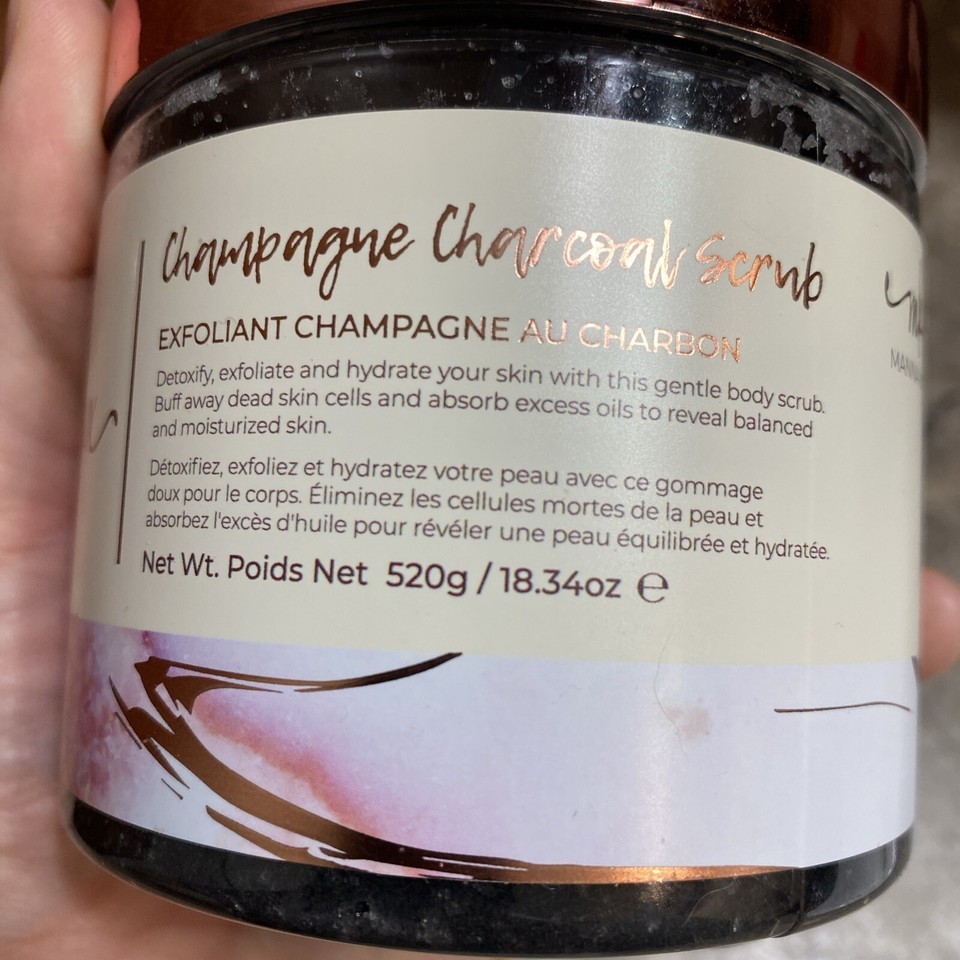 Champagne Charcoal Scrub
EXFOLIANT CHAMPAGNE AU CHARBON
Detoxify, exfoliate and hydrate your skin with this gentle body scrub.
Buff away dead skin cells and absorb excess oils to reveal balanced
and moisturized skin.
Détoxifiez, exfoliez et hydratez votre peau avec ce gommage
doux pour le corps. Éliminez les cellules mortes de la peau et
absorbez l'excès d'huile pour révéler une peau équilibrée et hydratée.
Net Wt. Poids Net 520g / 18.34oz ℮